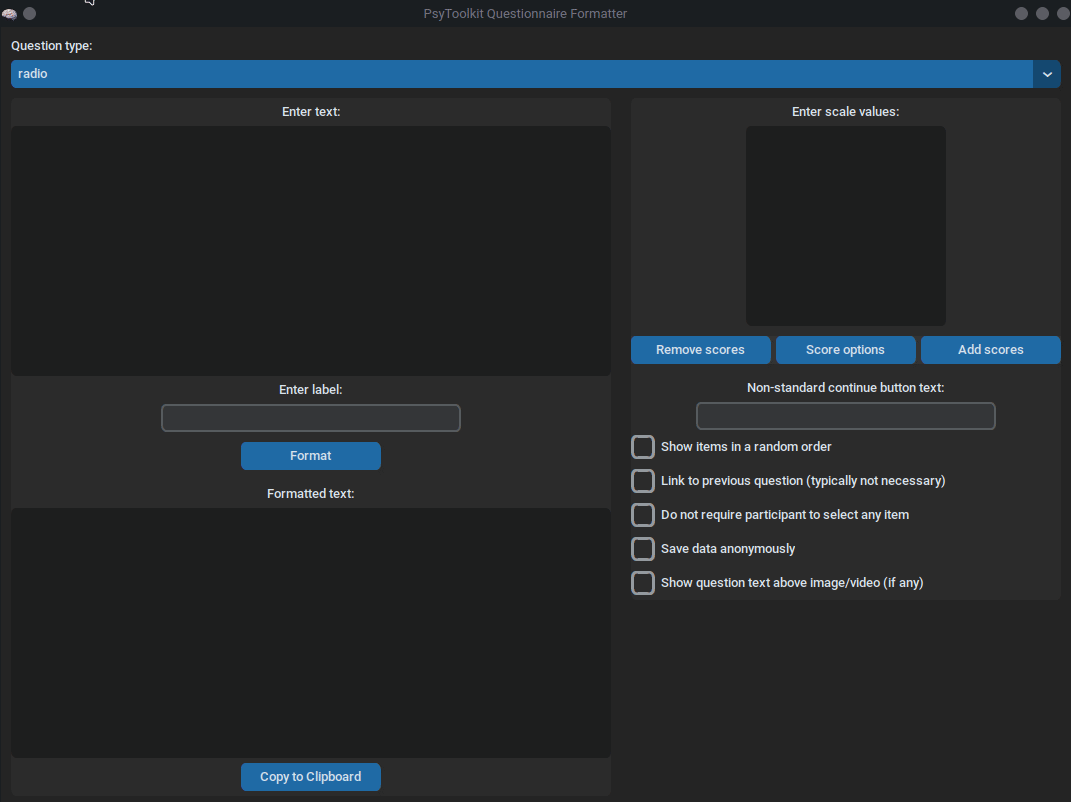 PsyToolkit Questionnaire Formatter
Question type:
radio
Enter text:
Enter label:
Format
Formatted text:
Copy to Clipboard
Enter scale values:
Remove scores
Score options
Add scores
Non-standard continue button text:
Show items in a random order
Link to previous question (typically not necessary)
Do not require participant to select any item
Save data anonymously
Show question text above image/video (if any)